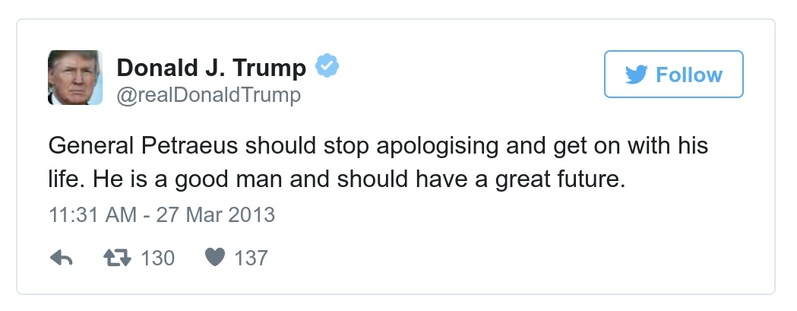 Donald J. Trump
@realDonaldTrump
Follow
General Petraeus should stop apologising and get on with his
life. He is a good man and should have a great future.
11:31 AM - 27 Mar 2013
130 137